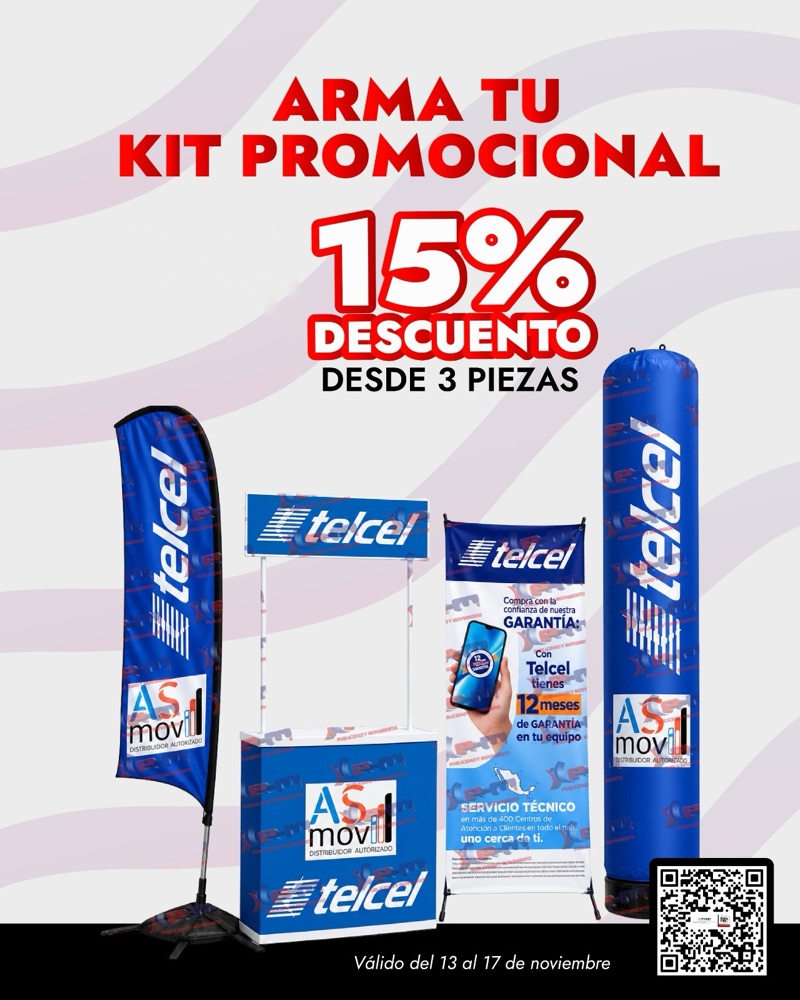 ARMA TU
KIT PROMOCIONAL
15%
DESCUENTO
DESDE 3 PIEZAS
telcel
AS
movil
DISTRIBUIDOR AUTORIZADO
telcel
AS
movil
DISTRIBUIDOR AUTORIZADO
telcel
telcel
Compra con la
confianza de nuestra
GARANTÍA:
Con
Telcel
tienes
12 meses
de GARANTÍA
en tu equipo
SERVICIO TÉCNICO
en más de 400 Centros de
Atención a Clientes en todo el país
uno cerca de ti.
telcel
AS
movil
DISTRIBUIDOR AUTORIZADO
Válido del 13 al 17 de noviembre